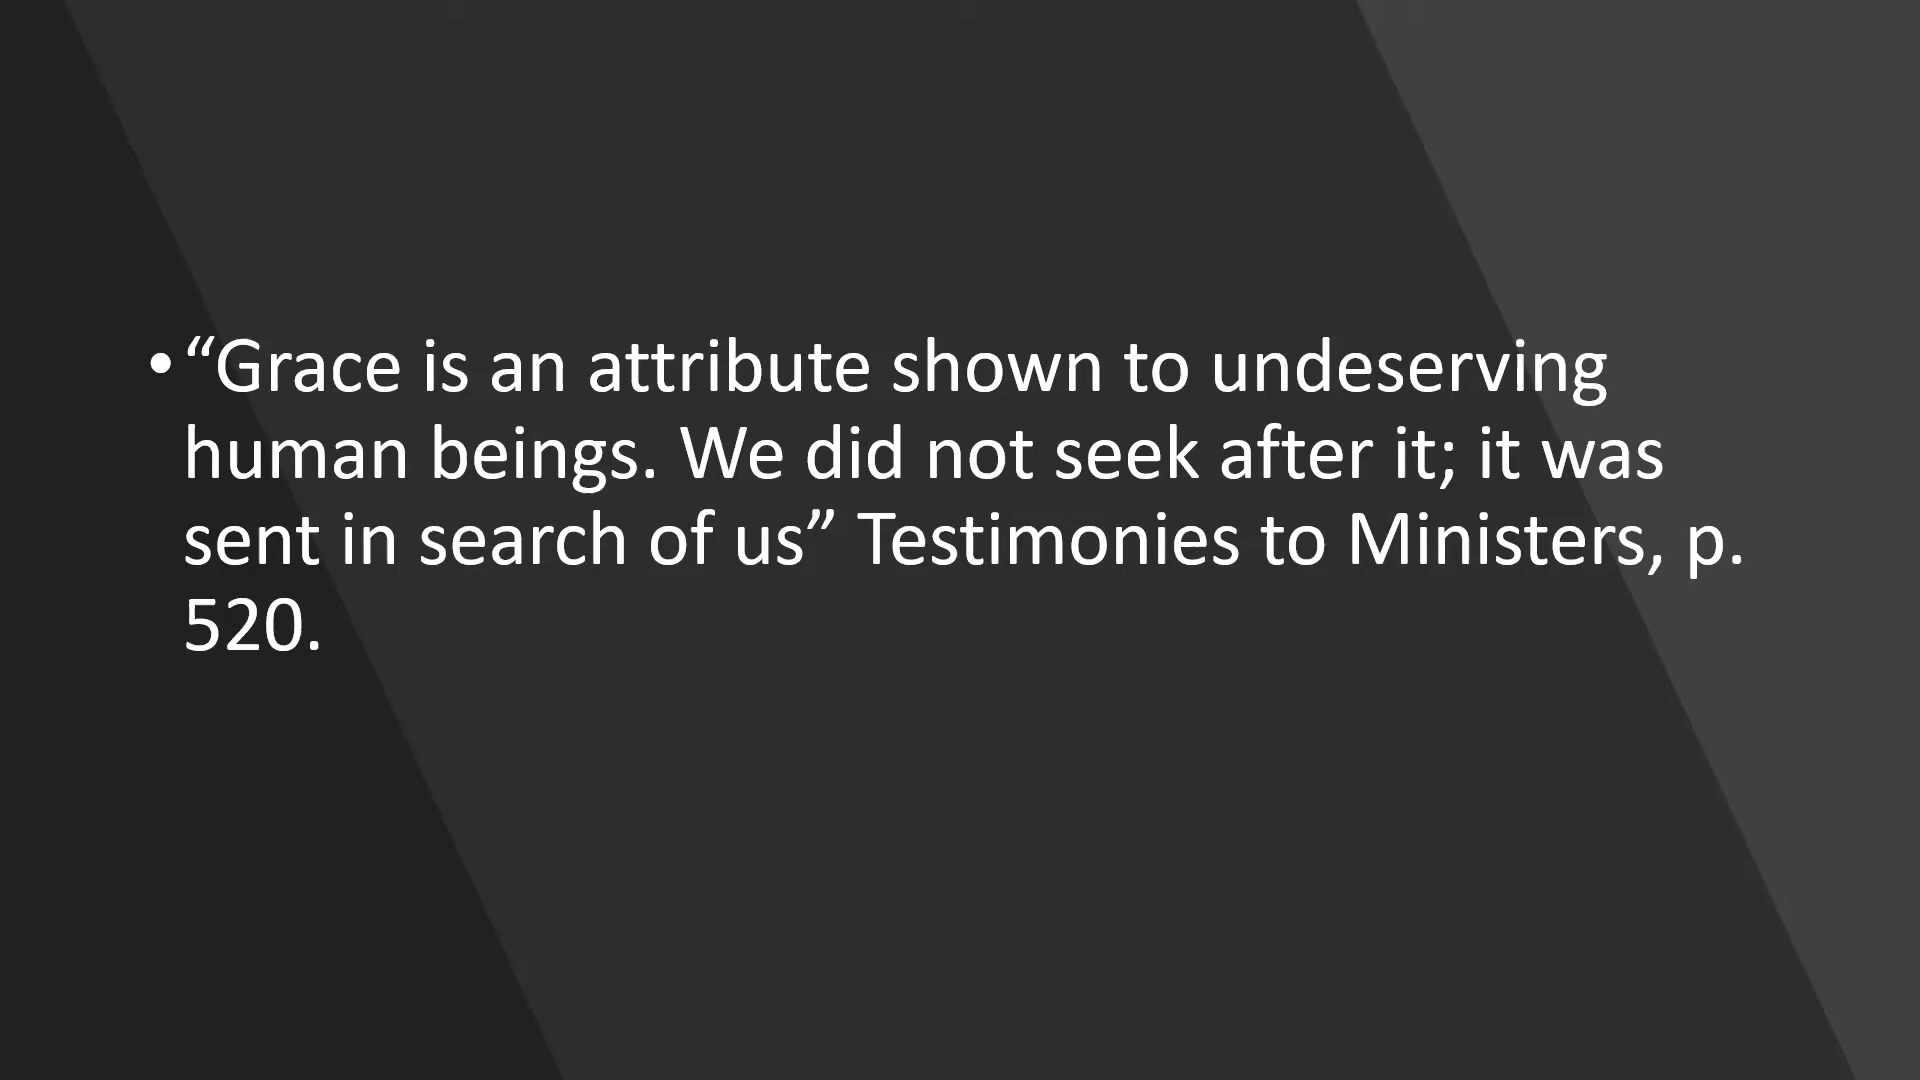 • “Grace is an attribute shown to undeserving
human beings. We did not seek after it; it was
sent in search of us” Testimonies to Ministers, p.
520.